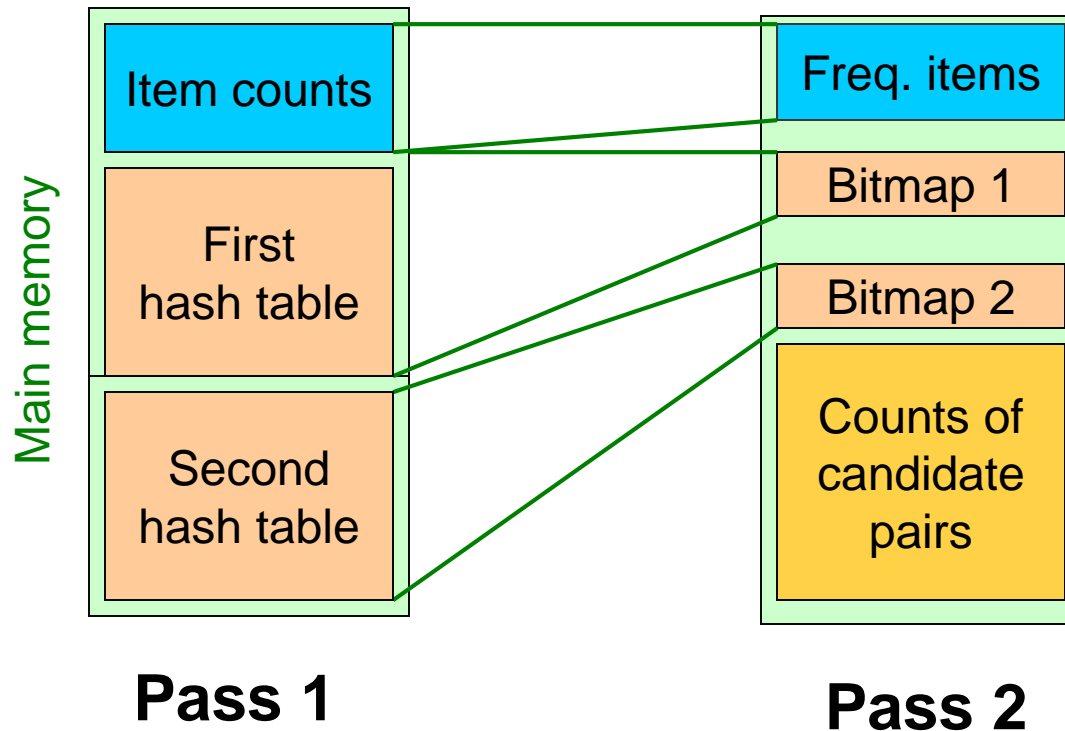 Main memory
Item counts
First
hash table
Second
hash table
Pass 1
Freq. items
Bitmap 1
Bitmap 2
Counts of
candidate
pairs
Pass 2